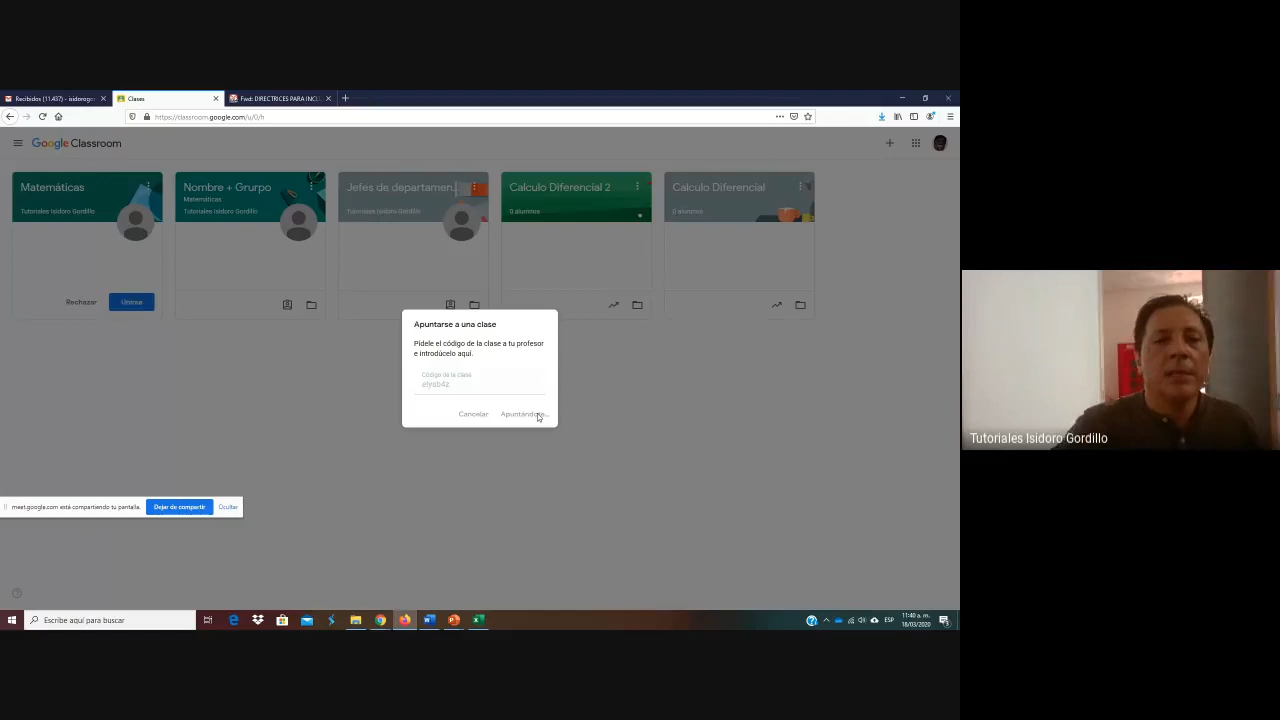 Recibidos (11.437) - isidorogo
Clases
Fwd: DIRECTRICES PARA INCL
https://classroom.google.com/u/0/h
Google Classroom
Matemáticas
Tutoriales Isidoro Gordillo
Rechazar
Unirse
Nombre + Grurpo
Matemáticas
Tutoriales Isidoro Gordillo
Jefes de departamen...
Tutoriales Isidoro Gordillo
Calculo Diferencial 2
0 alumnos
Calculo Diferencial
0 alumnos
Apuntarse a una clase
Pídele el código de la clase a tu profesor
e introdúcelo aquí.
Código de la clase
Cancelar
Tutoriales Isidoro Gordillo
meet.google.com está compartiendo tu pantalla.
Dejar de compartir
Ocultar
Escribe aquí para buscar
ESP
11:40 a. m.
18/03/2020